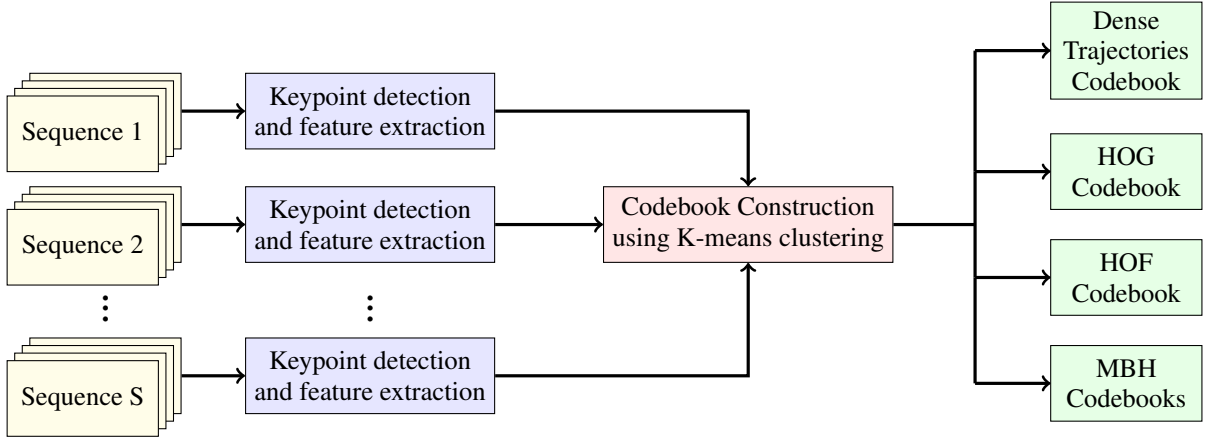 Sequence 1
Keypoint detection
and feature extraction
Sequence 2
Keypoint detection
and feature extraction
Sequence S
Keypoint detection
and feature extraction
Codebook Construction
using K-means clustering
Dense
Trajectories
Codebook
HOG
Codebook
HOF
Codebook
MBH
Codebooks